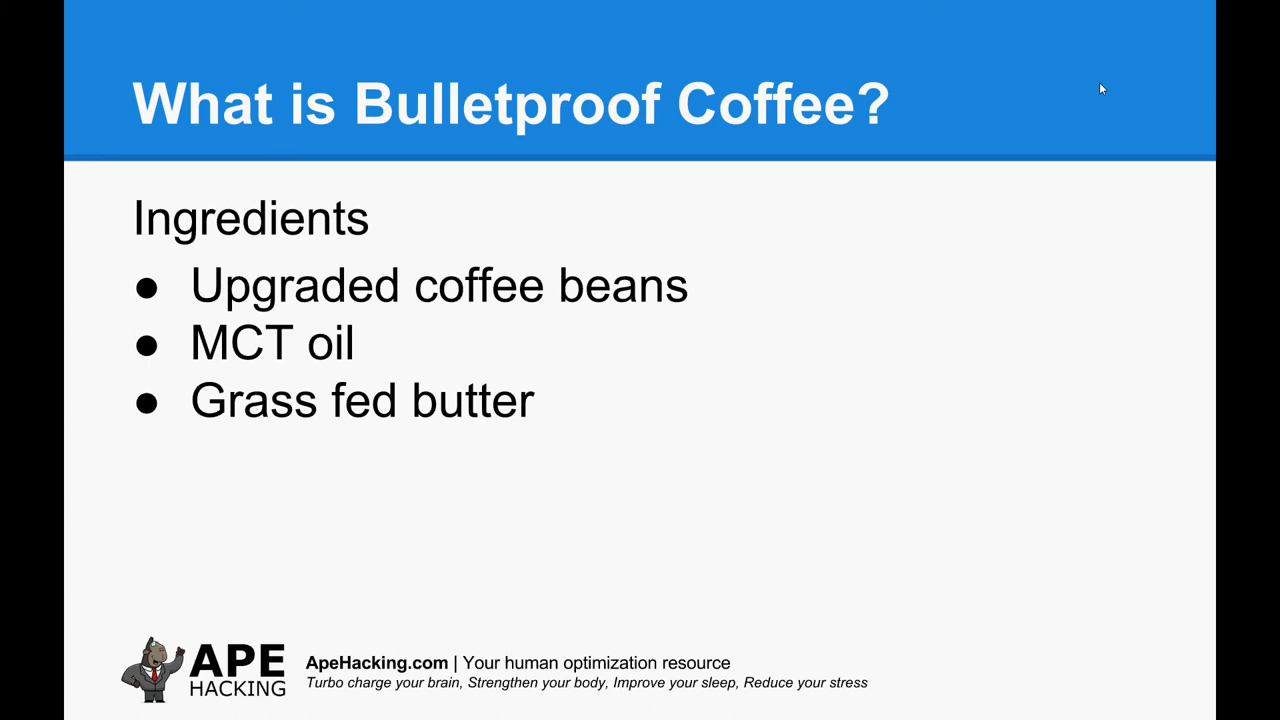 What is Bulletproof Coffee?
Ingredients
● Upgraded coffee beans
● MCT oil
● Grass fed butter
APE
HACKING
ApeHacking.com | Your human optimization resource
Turbo charge your brain, Strengthen your body, Improve your sleep, Reduce your stress